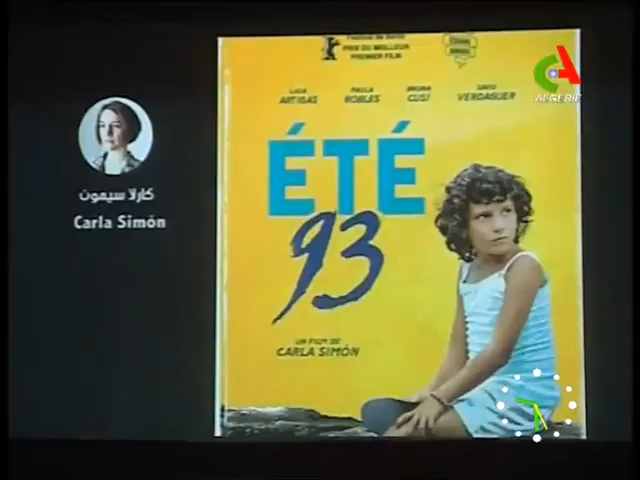 كارلا سيمون
Carla Simón
PRIX DU MEILLEUR
PREMIER FILM
LAIA
ARTIGAS
PAULA
ROBLES
BRUNA
CUSÍ
DAVID
VERDAGUER
ÉTÉ
93
UN FILM DE
CARLA SIMÓN
ALGERIE